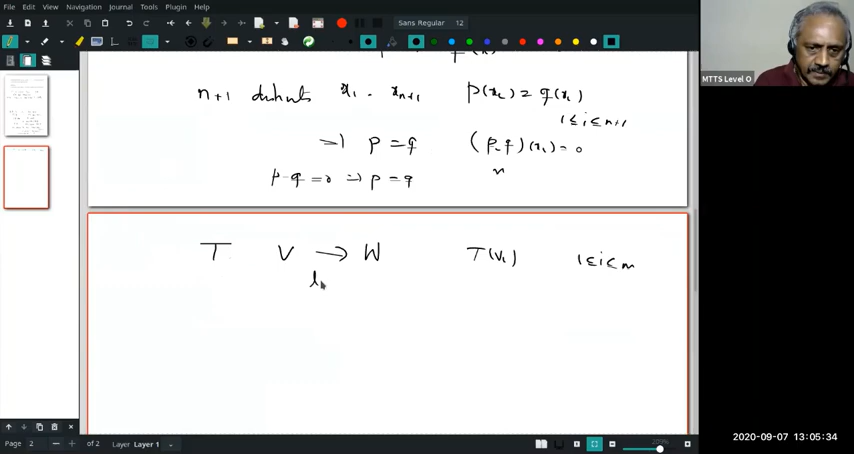 File Edit View Navigation Journal Tools Plugin Help
Sans Regular 12
n+1 distincts x₁ - xₙ₊₁ p(xᵢ) = q(xᵢ)
1≤i≤n+1
⇒ p = q (p-q)(xᵢ) = 0
p-q = 0 ⇒ p = q n
T V → W T(vᵢ) 1≤i≤n
MTTS Level O
Page 2 of 2 Layer Layer 1
2020-09-07 13:05:34